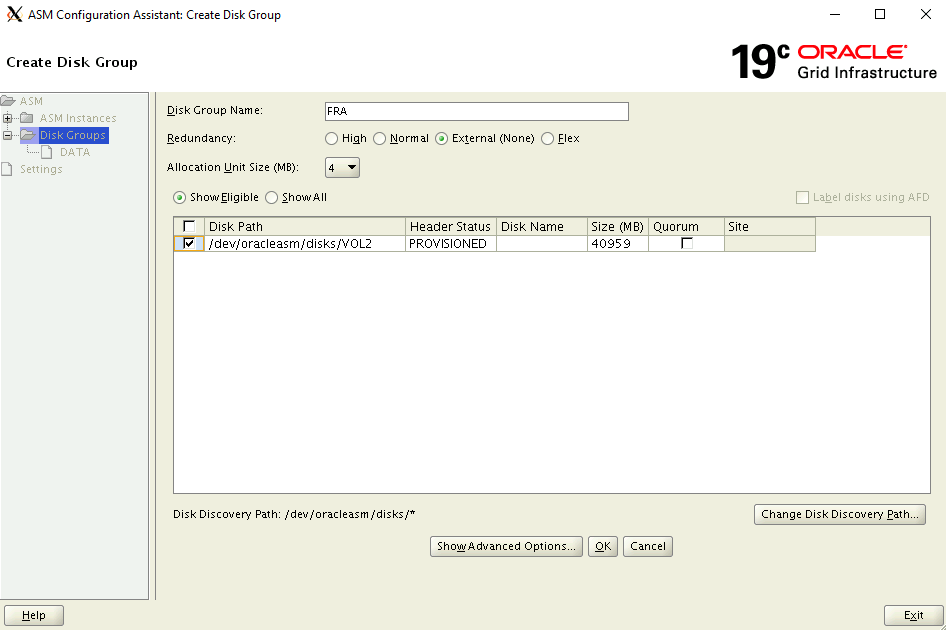 ASM Configuration Assistant: Create Disk Group
Create Disk Group
19c ORACLE Grid Infrastructure
ASM
ASM Instances
Disk Groups
DATA
Settings
Disk Group Name: FRA
Redundancy: High Normal External (None) Flex
Allocation Unit Size (MB): 4
Show Eligible Show All Label disks using AFD
Disk Path Header Status Disk Name Size (MB) Quorum Site
/dev/oracleasm/disks/VOL2 PROVISIONED 40959
Disk Discovery Path: /dev/oracleasm/disks/* Change Disk Discovery Path...
Show Advanced Options... OK Cancel
Help Exit